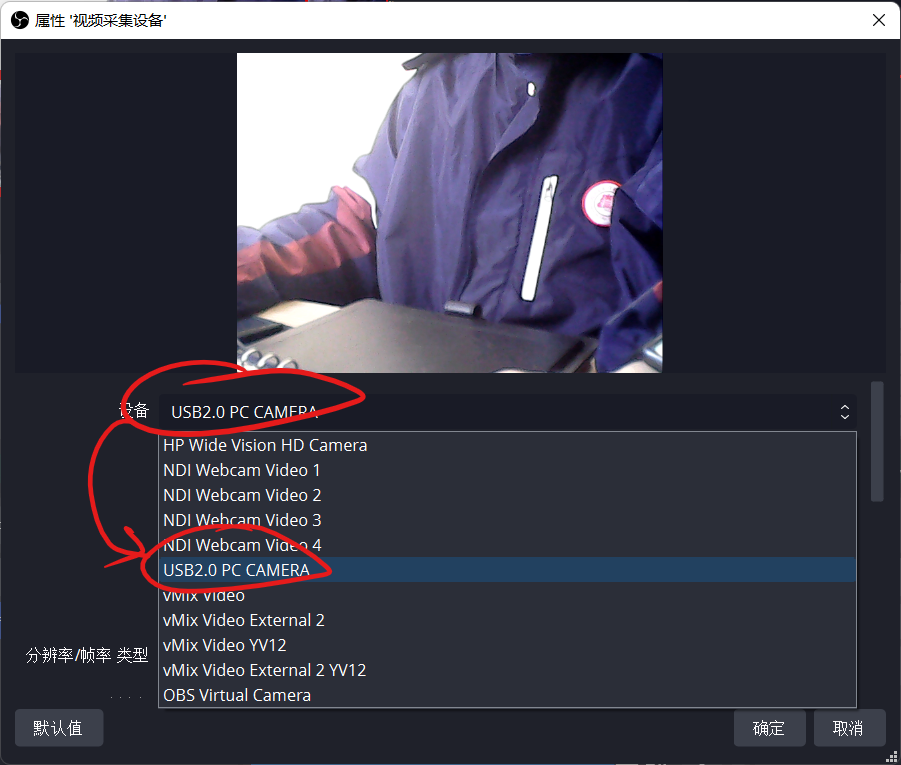 属性 '视频采集设备'
设备
USB2.0 PC CAMERA
HP Wide Vision HD Camera
NDI Webcam Video 1
NDI Webcam Video 2
NDI Webcam Video 3
NDI Webcam Video 4
USB2.0 PC CAMERA
vMix Video
vMix Video External 2
vMix Video YV12
分辨率/帧率 类型
vMix Video External 2 YV12
OBS Virtual Camera
默认值
确定
取消